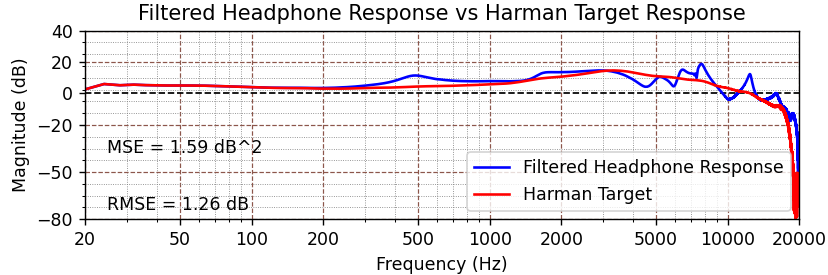 Filtered Headphone Response vs Harman Target Response
Magnitude (dB)
40
20
0
−20
−50
−80
MSE = 1.59 dB^2
RMSE = 1.26 dB
Filtered Headphone Response
Harman Target
20 50 100 200 500 1000 2000 5000 10000 20000
Frequency (Hz)